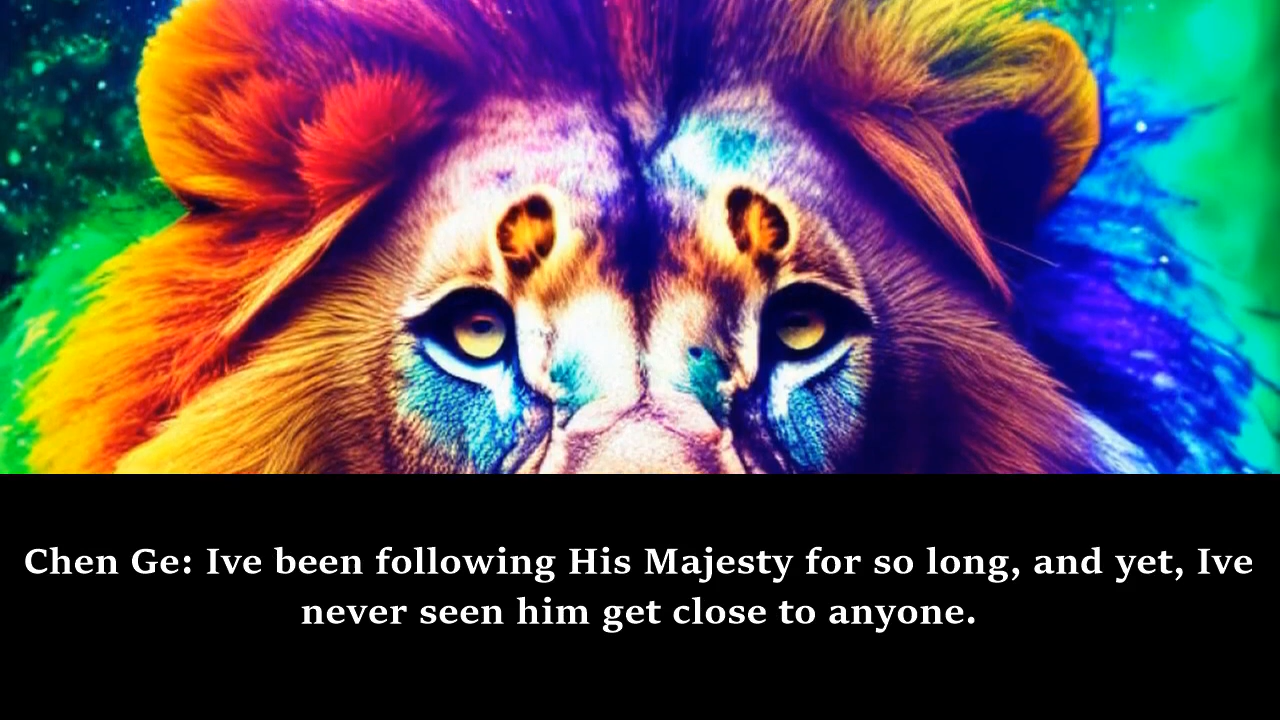 Chen Ge: Ive been following His Majesty for so long, and yet, Ive
never seen him get close to anyone.